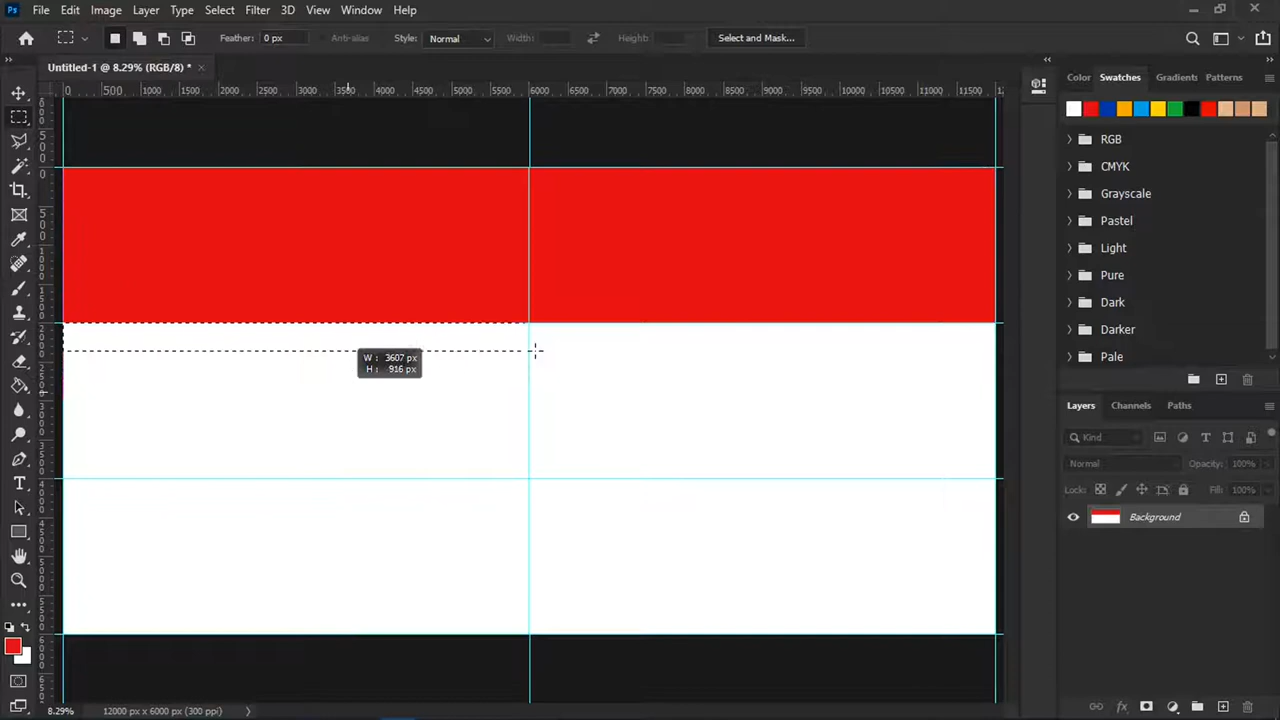 Ps File Edit Image Layer Type Select Filter 3D View Window Help
Feather: 0 px Anti-alias Style: Normal Width: Height: Select and Mask...
Untitled-1 @ 8.29% (RGB/8) * ×
0 500 1000 1500 2000 2500 3000 3500 4000 4500 5000 5500 6000 6500 7000 7500 8000 8500 9000 9500 10000 10500 11000 11500
Color Swatches Gradients Patterns
RGB
CMYK
Grayscale
Pastel
Light
Pure
Dark
Darker
Pale
W : 3607 px
H : 916 px
Layers Channels Paths
Kind
Normal Opacity: 100%
Lock: Fill: 100%
Background
8.29% 12000 px x 6000 px (300 ppi)